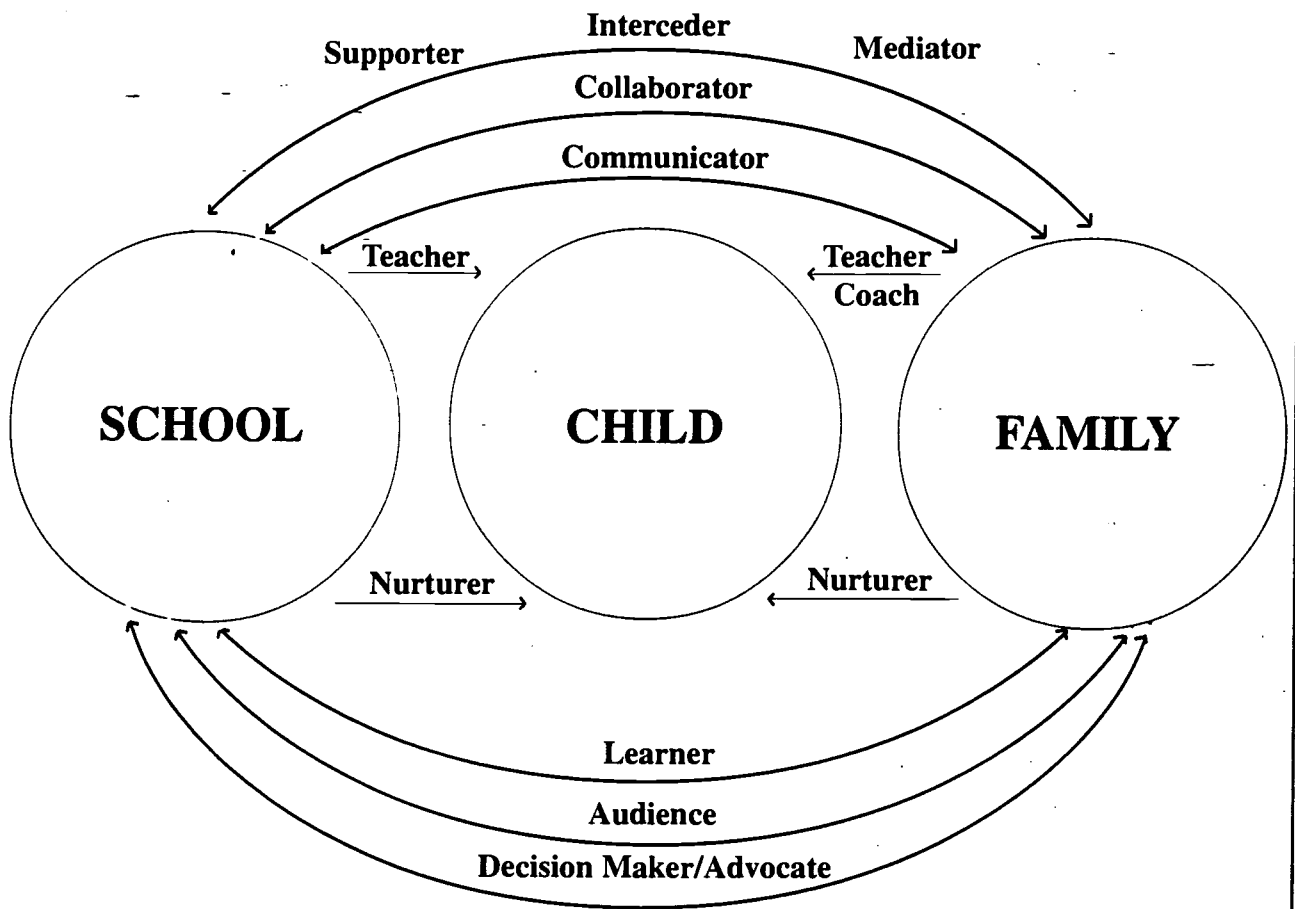 Interceder
Supporter
Mediator
Collaborator
Communicator
Teacher
Teacher
Coach
SCHOOL
CHILD
FAMILY
Nurturer
Nurturer
Learner
Audience
Decision Maker/Advocate